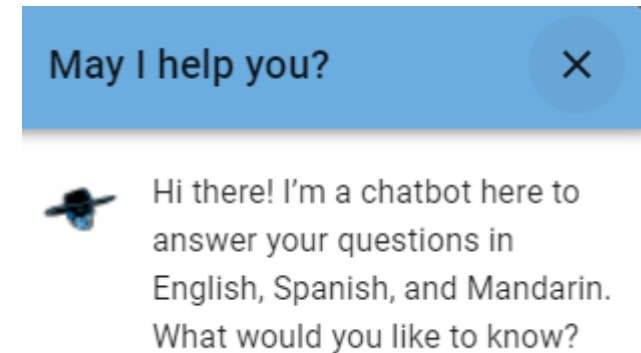 May I help you?
Hi there! I’m a chatbot here to
answer your questions in
English, Spanish, and Mandarin.
What would you like to know?